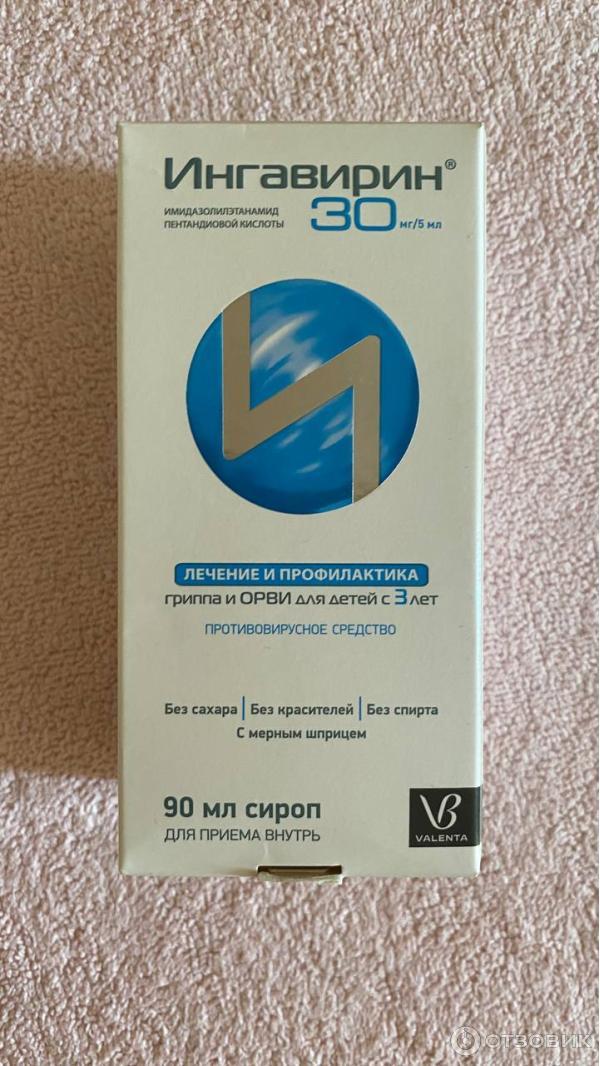 Ингавирин®
ИМИДАЗОЛИЛЭТАНАМИД
ПЕНТАНДИОВОЙ КИСЛОТЫ
30 мг/5 мл
ЛЕЧЕНИЕ И ПРОФИЛАКТИКА
гриппа и ОРВИ для детей с 3 лет
ПРОТИВОВИРУСНОЕ СРЕДСТВО
Без сахара | Без красителей | Без спирта
С мерным шприцем
90 мл сироп
ДЛЯ ПРИЕМА ВНУТРЬ
VB
VALENTA
ОТЗОВИК